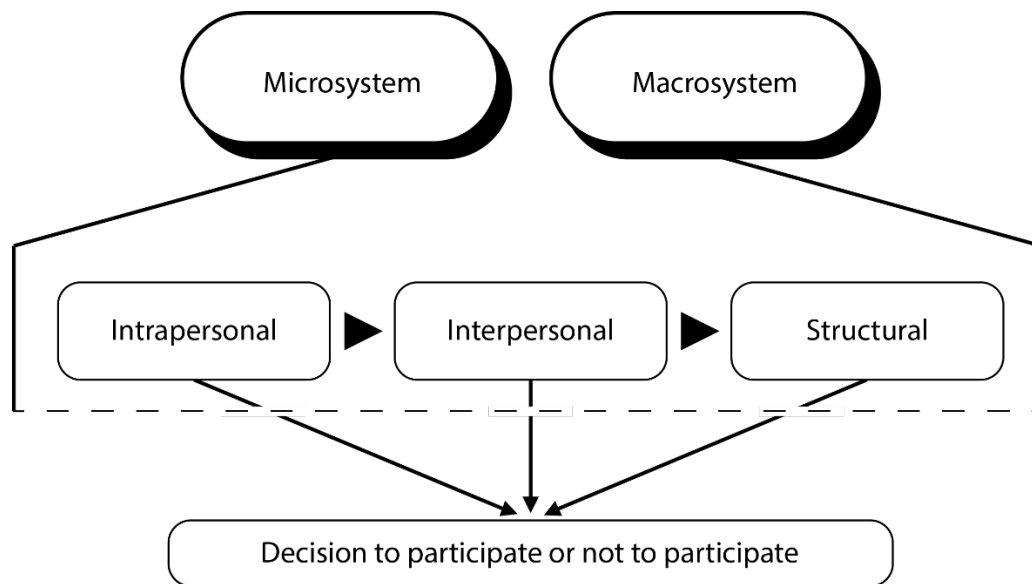 Microsystem
Macrosystem
Intrapersonal
Interpersonal
Structural
Decision to participate or not to participate